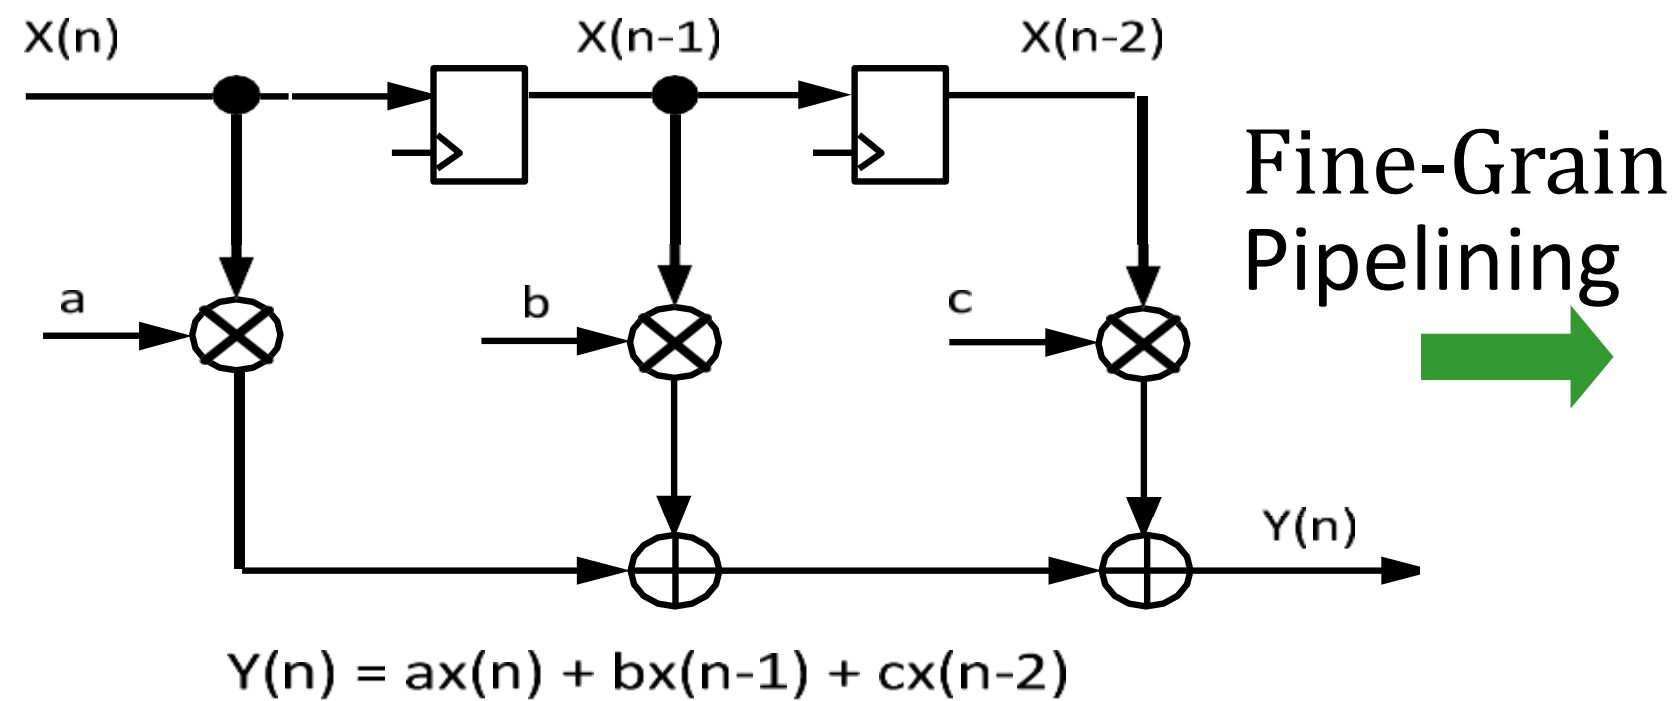 X(n)
X(n-1)
X(n-2)
Fine-Grain
Pipelining
a
b
c
Y(n)
Y(n) = ax(n) + bx(n-1) + cx(n-2)